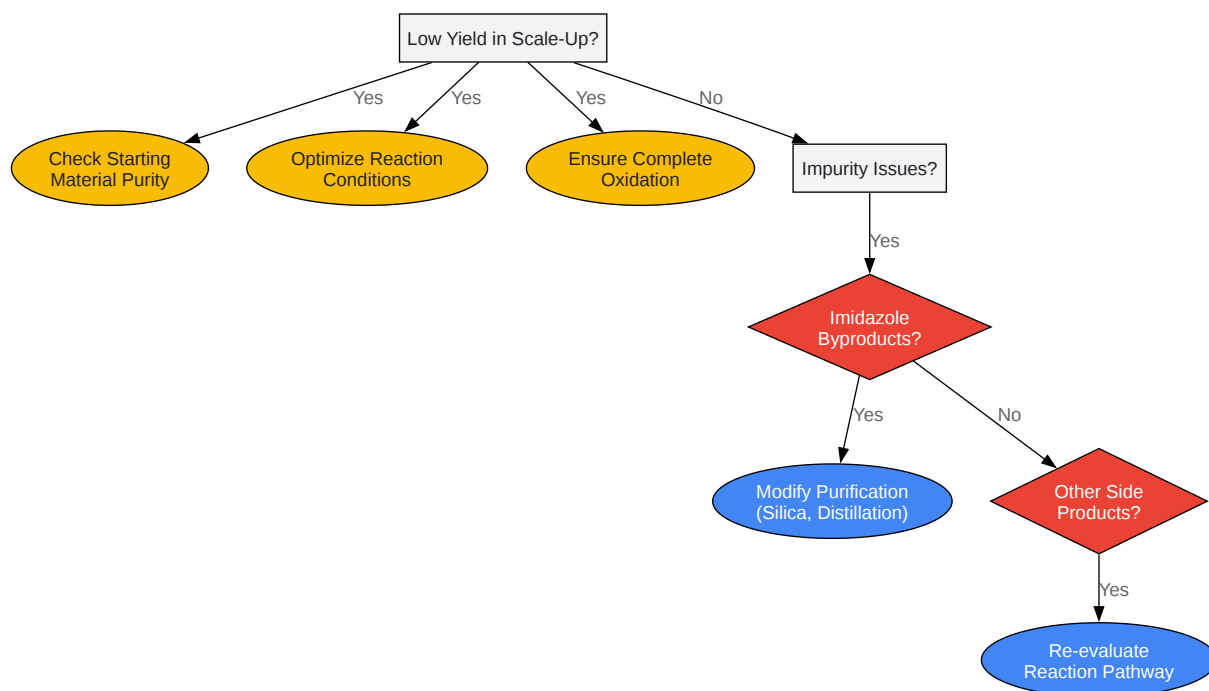 Low Yield in Scale-Up?
Yes
Yes
Yes
No
Check Starting
Material Purity
Optimize Reaction
Conditions
Ensure Complete
Oxidation
Impurity Issues?
Yes
Imidazole
Byproducts?
Yes
No
Modify Purification
(Silica, Distillation)
Other Side
Products?
Yes
Re-evaluate
Reaction Pathway